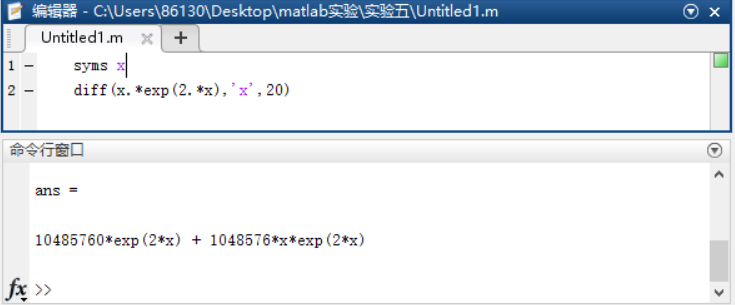 编辑器 - C:\Users\86130\Desktop\matlab实验\实验五\Untitled1.m
Untitled1.m
1 – syms x
2 – diff(x.*exp(2.*x),'x',20)
命令行窗口
ans =
10485760*exp(2*x) + 1048576*x*exp(2*x)
fx >>